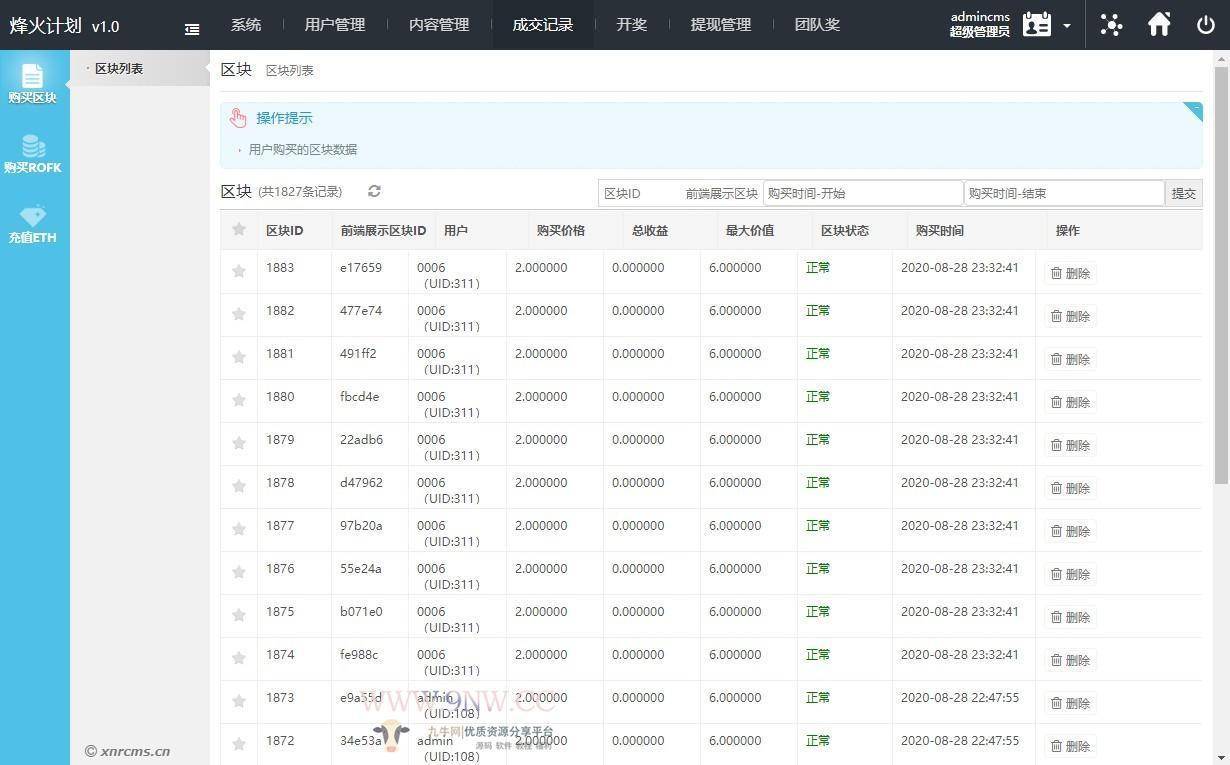 烽火计划 v1.0
系统 用户管理 内容管理 成交记录 开奖 提现管理 团队奖
admincms
超级管理员
购买区块
购买ROFK
充值ETH
区块列表
区块 区块列表
操作提示
用户购买的区块数据
区块 (共1827条记录) 区块ID 前端展示区块 购买时间-开始 购买时间-结束 提交
区块ID 前端展示区块ID 用户 购买价格 总收益 最大价值 区块状态 购买时间 操作
1883 e17659 0006 2.000000 0.000000 6.000000 正常 2020-08-28 23:32:41 删除
(UID:311)
1882 477e74 0006 2.000000 0.000000 6.000000 正常 2020-08-28 23:32:41 删除
(UID:311)
1881 491ff2 0006 2.000000 0.000000 6.000000 正常 2020-08-28 23:32:41 删除
(UID:311)
1880 fbcd4e 0006 2.000000 0.000000 6.000000 正常 2020-08-28 23:32:41 删除
(UID:311)
1879 22adb6 0006 2.000000 0.000000 6.000000 正常 2020-08-28 23:32:41 删除
(UID:311)
1878 d47962 0006 2.000000 0.000000 6.000000 正常 2020-08-28 23:32:41 删除
(UID:311)
1877 97b20a 0006 2.000000 0.000000 6.000000 正常 2020-08-28 23:32:41 删除
(UID:311)
1876 55e24a 0006 2.000000 0.000000 6.000000 正常 2020-08-28 23:32:41 删除
(UID:311)
1875 b071e0 0006 2.000000 0.000000 6.000000 正常 2020-08-28 23:32:41 删除
(UID:311)
1874 fe988c 0006 2.000000 0.000000 6.000000 正常 2020-08-28 23:32:41 删除
(UID:311)
1873 e9a55d admin 2.000000 0.000000 6.000000 正常 2020-08-28 22:47:55 删除
(UID:108)
1872 34e53a admin 2.000000 0.000000 6.000000 正常 2020-08-28 22:47:55 删除
(UID:108)
WWW.9NW.CC
九牛网|优质资源分享平台
源码 软件 教程 福利
© xnrcms.cn